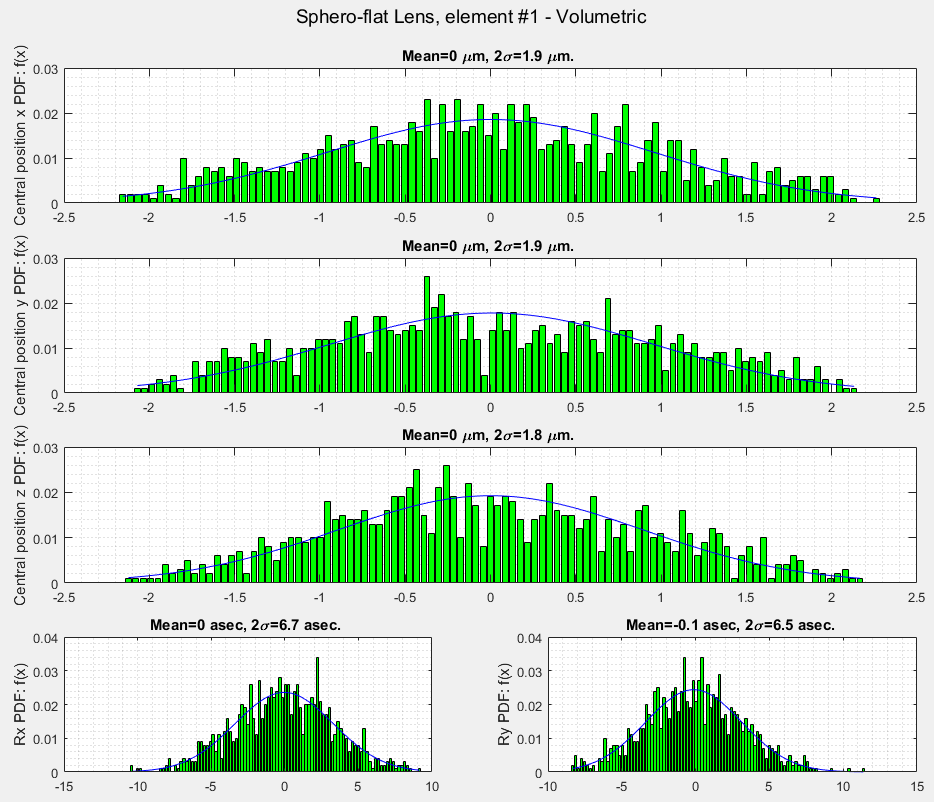 Sphero-flat Lens, element #1 - Volumetric
Mean=0 μm, 2σ=1.9 μm.
Central position x PDF: f(x)
0.03
0.02
0.01
0
-2.5 -2 -1.5 -1 -0.5 0 0.5 1 1.5 2 2.5
Mean=0 μm, 2σ=1.9 μm.
Central position y PDF: f(x)
0.03
0.02
0.01
0
-2.5 -2 -1.5 -1 -0.5 0 0.5 1 1.5 2 2.5
Mean=0 μm, 2σ=1.8 μm.
Central position z PDF: f(x)
0.03
0.02
0.01
0
-2.5 -2 -1.5 -1 -0.5 0 0.5 1 1.5 2 2.5
Mean=0 asec, 2σ=6.7 asec.
Rx PDF: f(x)
0.04
0.03
0.02
0.01
0
-15 -10 -5 0 5 10
Mean=-0.1 asec, 2σ=6.5 asec.
Ry PDF: f(x)
0.04
0.03
0.02
0.01
0
-10 -5 0 5 10 15